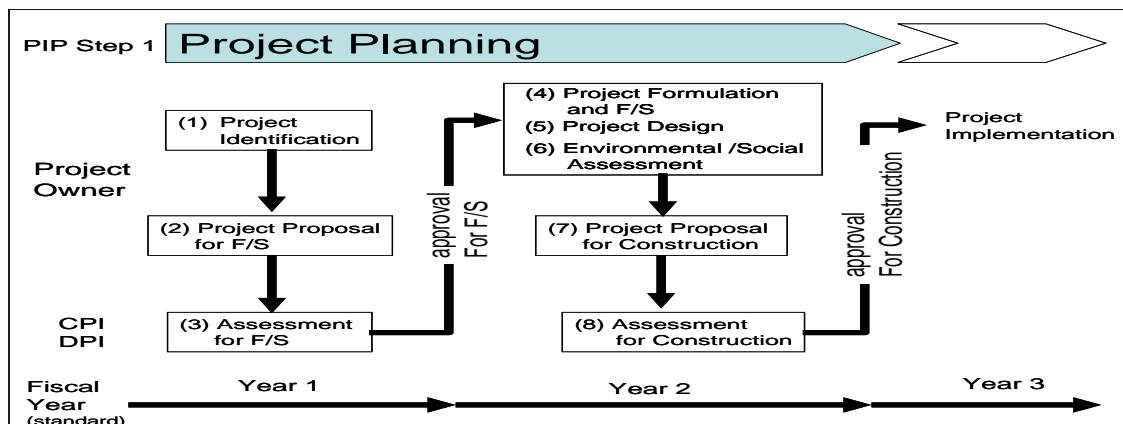 PIP Step 1
Project Planning
(1) Project
Identification
Project
Owner
(2) Project Proposal
for F/S
CPI
DPI
(3) Assessment
for F/S
approval
For F/S
(4) Project Formulation
and F/S
(5) Project Design
(6) Environmental /Social
Assessment
(7) Project Proposal
for Construction
(8) Assessment
for Construction
approval
For Construction
Project
Implementation
Fiscal
Year
(standard)
Year 1
Year 2
Year 3